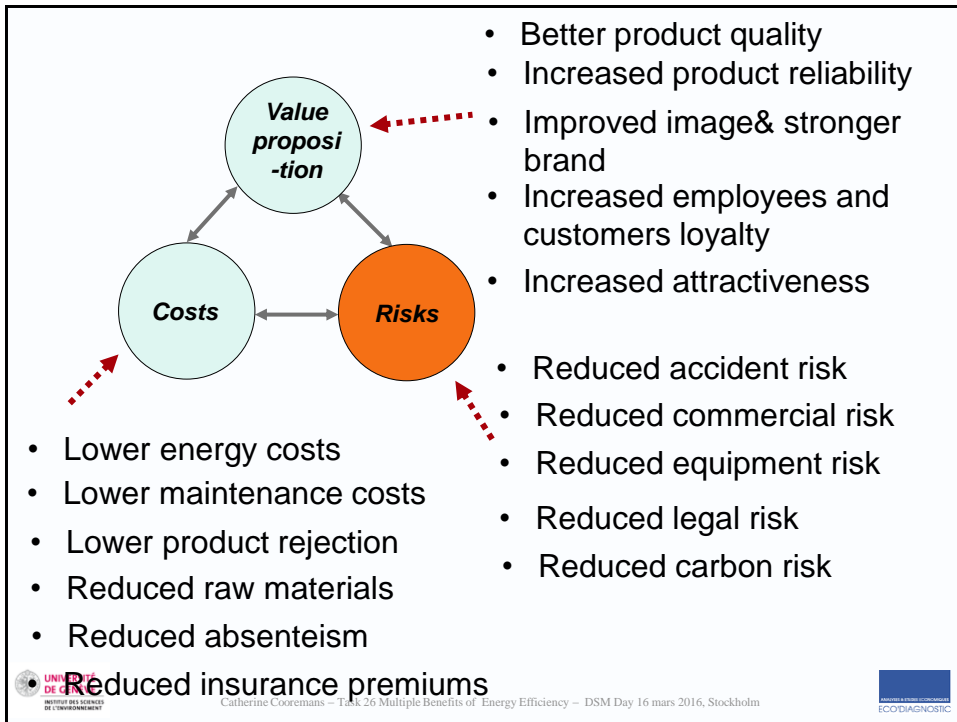 • Better product quality
• Increased product reliability
• Improved image& stronger
brand
• Increased employees and
customers loyalty
• Increased attractiveness
Value
proposi
-tion
Costs
Risks
• Reduced accident risk
• Reduced commercial risk
• Reduced equipment risk
• Reduced legal risk
• Reduced carbon risk
• Lower energy costs
• Lower maintenance costs
• Lower product rejection
• Reduced raw materials
• Reduced absenteism
• Reduced insurance premiums
UNIVERSITÉ
DE GENÈVE
INSTITUT DES SCIENCES
DE L'ENVIRONNEMENT
Catherine Cooremans – Task 26 Multiple Benefits of Energy Efficiency – DSM Day 16 mars 2016, Stockholm
ANALYSES & ETUDES ECONOMIQUES
ECO'DIAGNOSTIC